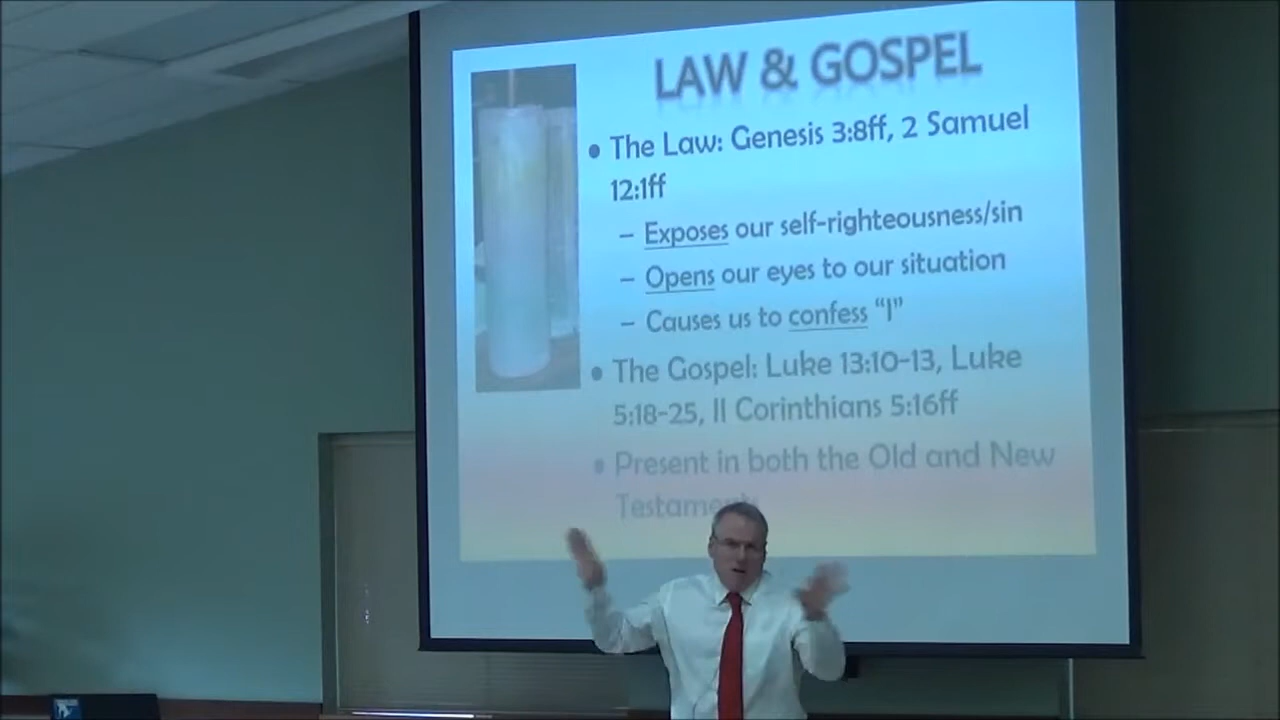 LAW & GOSPEL
• The Law: Genesis 3:8ff, 2 Samuel
12:1ff
– Exposes our self-righteousness/sin
– Opens our eyes to our situation
– Causes us to confess “I”
• The Gospel: Luke 13:10-13, Luke
5:18-25, II Corinthians 5:16ff
• Present in both the Old and New